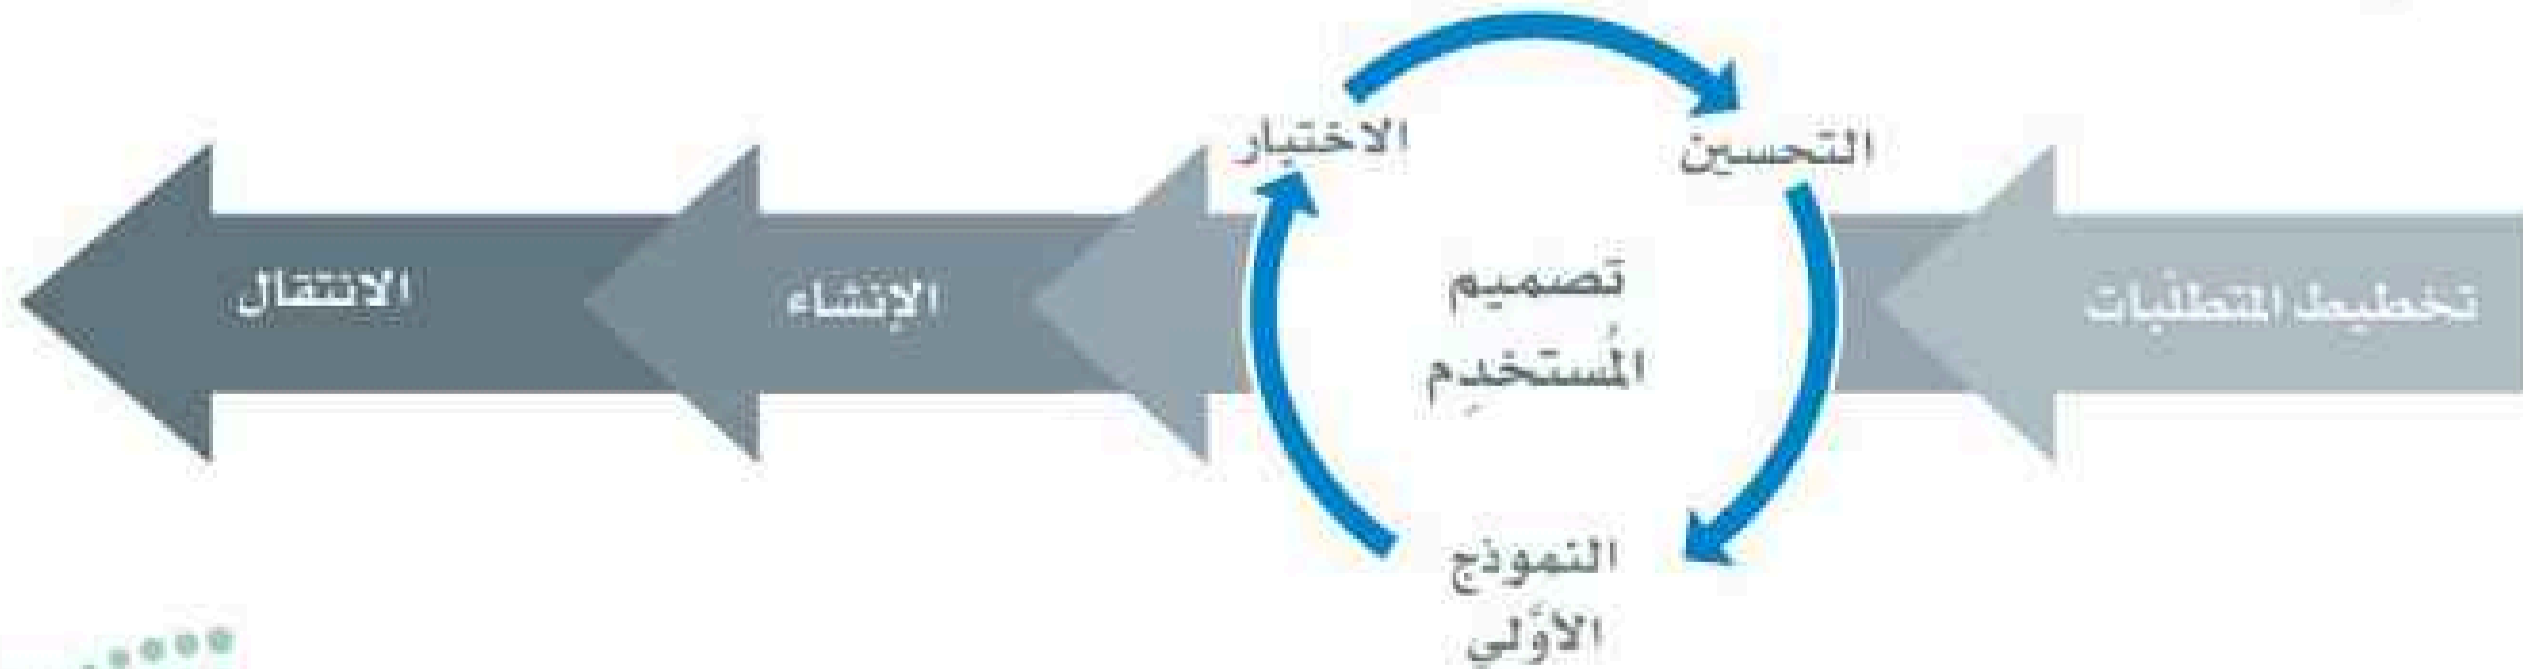 تخطيط المتطلبات
التحسين
الاختبار
تصميم
المُستخدِم
النموذج
الأوَّلي
الإنشاء
الانتقال